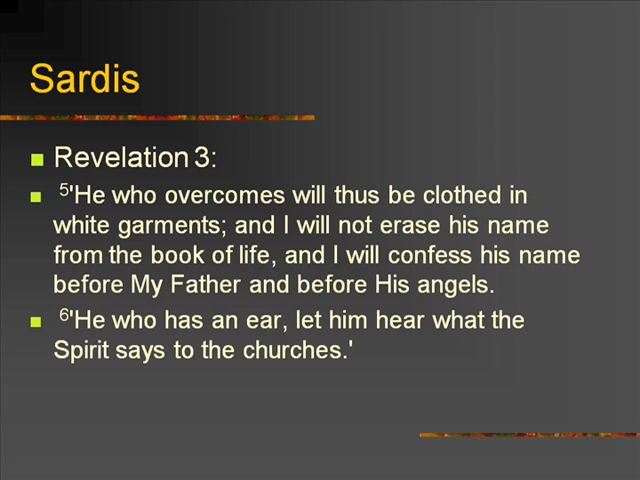 Sardis
Revelation 3:
5'He who overcomes will thus be clothed in
white garments; and I will not erase his name
from the book of life, and I will confess his name
before My Father and before His angels.
6'He who has an ear, let him hear what the
Spirit says to the churches.'